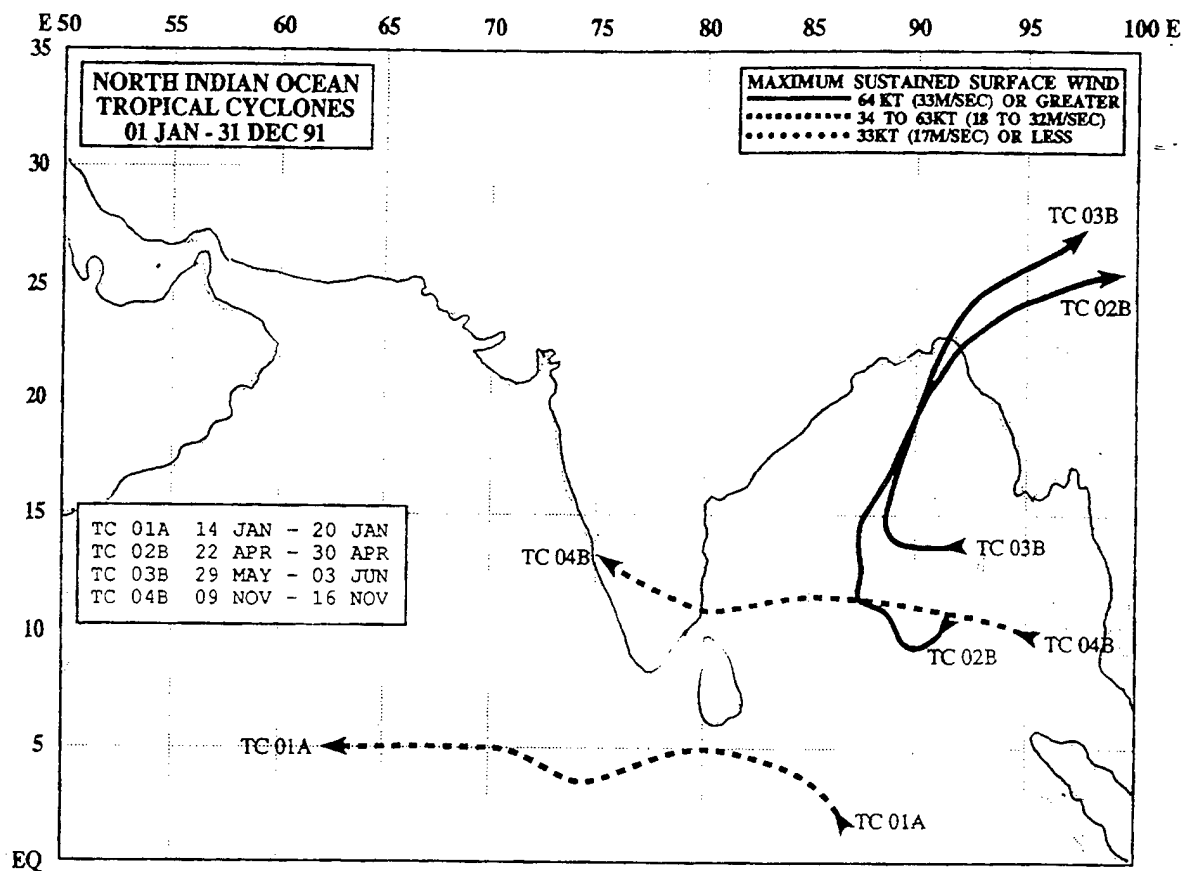 E 50 55 60 65 70 75 80 85 90 95 100 E
35
NORTH INDIAN OCEAN
TROPICAL CYCLONES
01 JAN - 31 DEC 91
MAXIMUM SUSTAINED SURFACE WIND
64 KT (33M/SEC) OR GREATER
34 TO 63KT (18 TO 32M/SEC)
33KT (17M/SEC) OR LESS
30
TC 03B
25
TC 02B
20
15
TC 01A 14 JAN - 20 JAN
TC 02B 22 APR - 30 APR
TC 03B 29 MAY - 03 JUN
TC 04B 09 NOV - 16 NOV
TC 04B
TC 03B
10
TC 04B
TC 02B
5
TC 01A
TC 01A
EQ